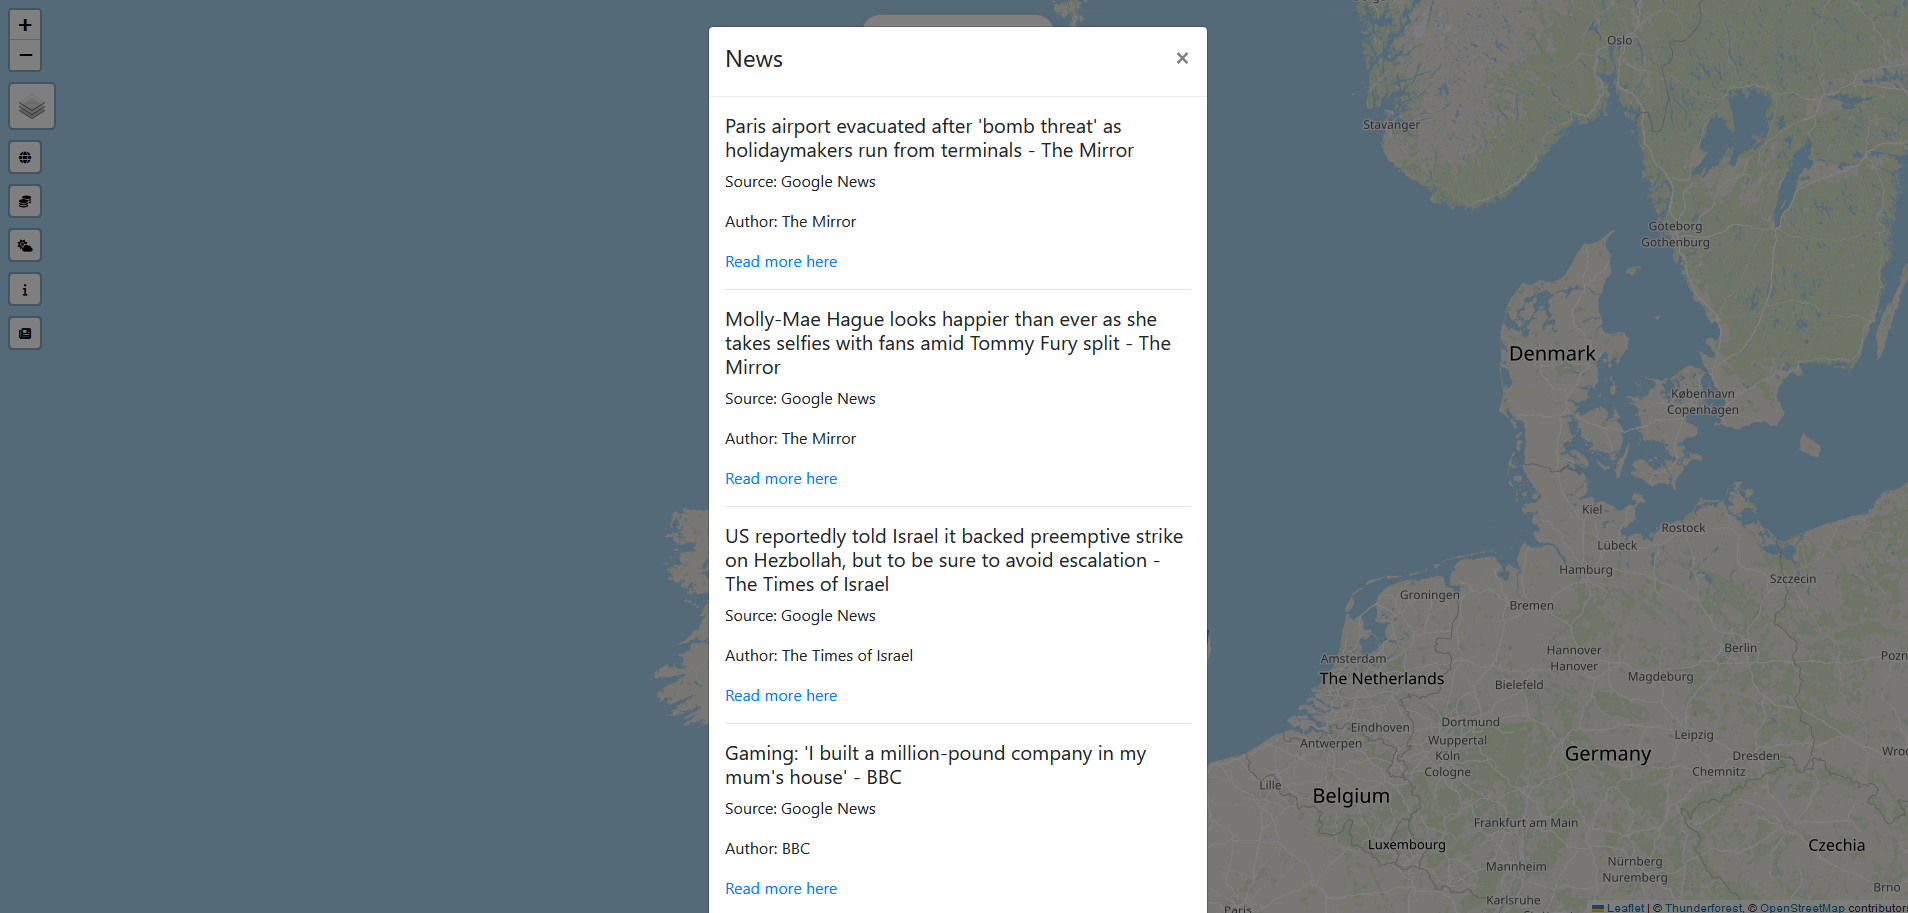 +
−
News
×
Paris airport evacuated after 'bomb threat' as
holidaymakers run from terminals - The Mirror
Source: Google News
Author: The Mirror
Read more here
Molly-Mae Hague looks happier than ever as she
takes selfies with fans amid Tommy Fury split - The
Mirror
Source: Google News
Author: The Mirror
Read more here
US reportedly told Israel it backed preemptive strike
on Hezbollah, but to be sure to avoid escalation -
The Times of Israel
Source: Google News
Author: The Times of Israel
Read more here
Gaming: 'I built a million-pound company in my
mum's house' - BBC
Source: Google News
Author: BBC
Read more here
Oslo
Stavanger
Göteborg
Gothenburg
Denmark
København
Copenhagen
Kiel
Rostock
Lübeck
Hamburg
Szczecin
Groningen
Bremen
Amsterdam
The Netherlands
Hannover
Hanover
Berlin
Pozn
Bielefeld
Magdeburg
Eindhoven
Dortmund
Antwerpen
Wuppertal
Leipzig
Köln
Cologne
Germany
Dresden
Wroc
Chemnitz
Lille
Belgium
Frankfurt am Main
Luxembourg
Czechia
Mannheim
Nürnberg
Nuremberg
Brno
Karlsruhe
Paris
Leaflet | © Thunderforest, © OpenStreetMap contributors